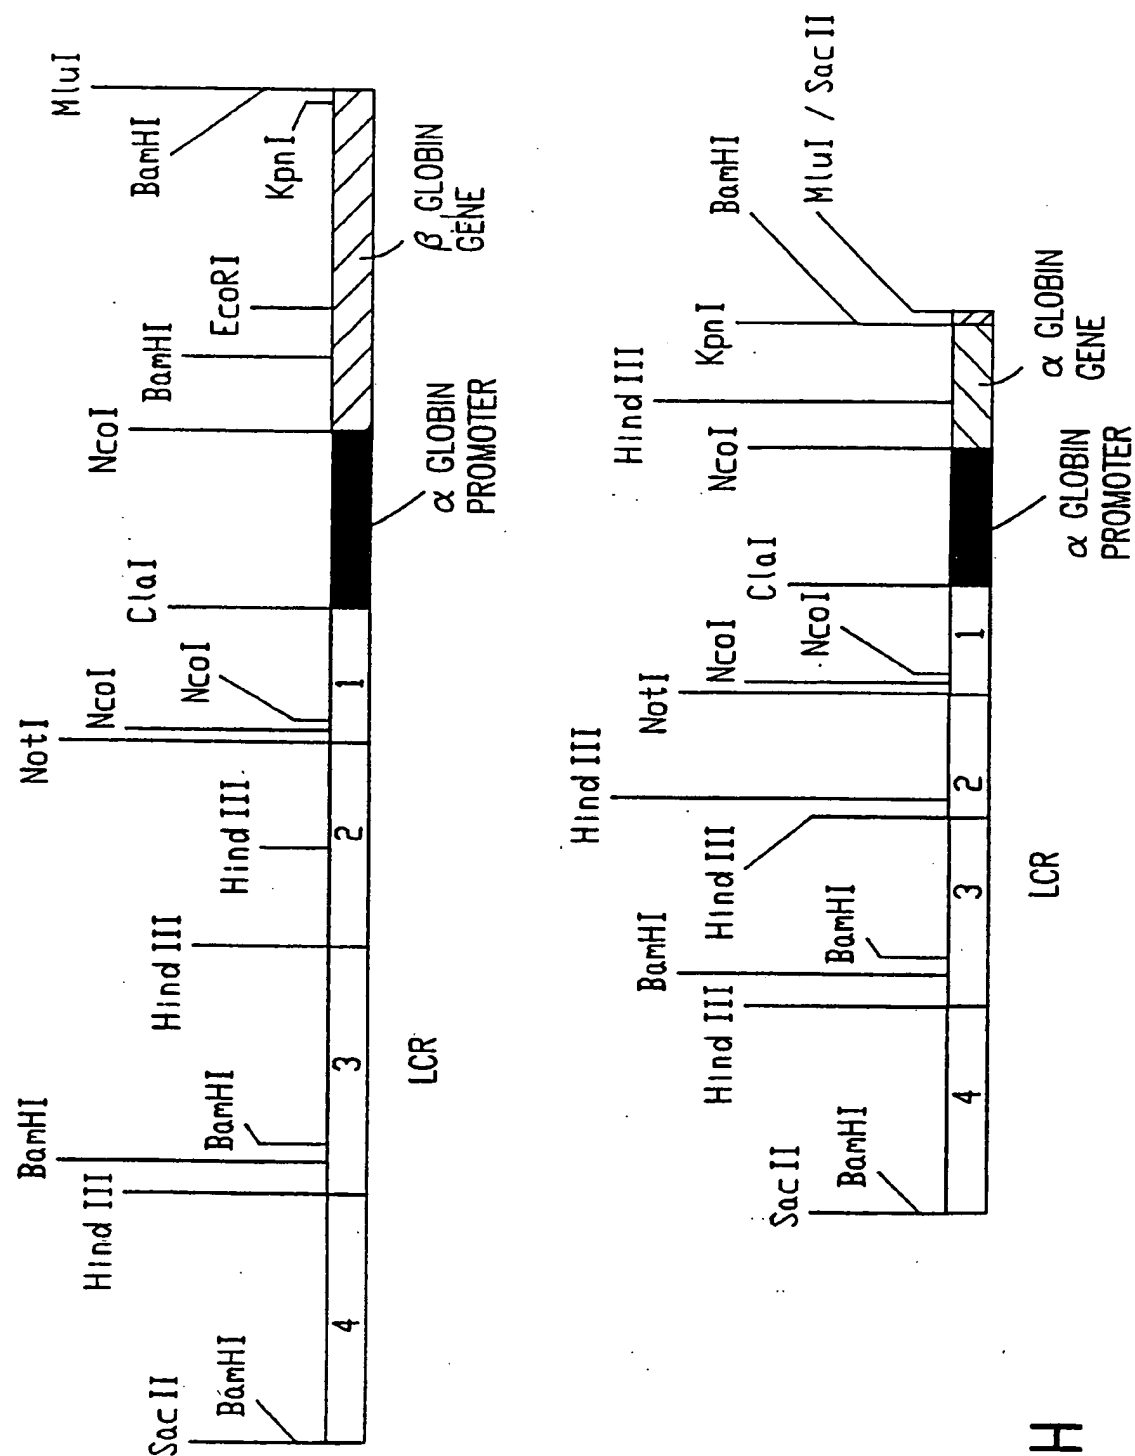 MluI
BamHI
KpnI
β GLOBIN
GENE
EcoRI
BamHI
NcoI
α GLOBIN
PROMOTER
ClaI
NcoI
NcoI
NotI
1
HindIII
2
HindIII
3
LCR
BamHI
BamHI
HindIII
4
BamHI
SacII
MluI / SacII
BamHI
KpnI
HindIII
α GLOBIN
GENE
NcoI
α GLOBIN
PROMOTER
ClaI
NcoI
NcoI
NotI
1
HindIII
2
HindIII
3
LCR
BamHI
BamHI
HindIII
4
BamHI
SacII
H